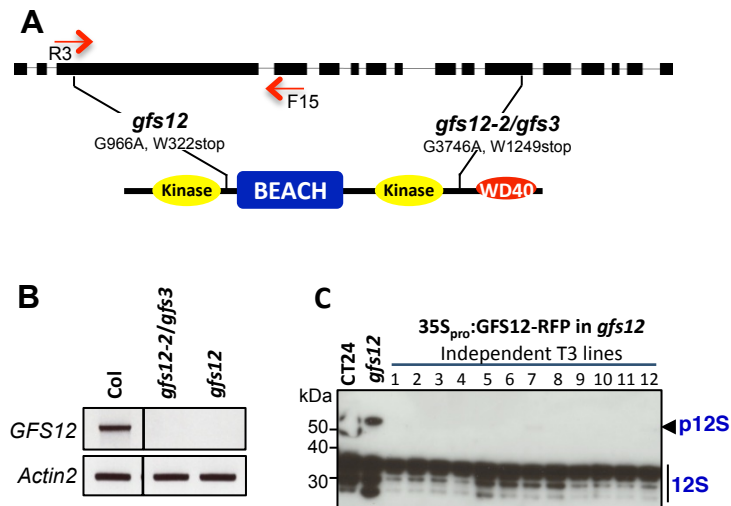 A
R3
F15
gfs12
G966A, W322stop
gfs12-2/gfs3
G3746A, W1249stop
Kinase BEACH Kinase WD40
B
Col gfs12-2/gfs3 gfs12
GFS12
Actin2
C
35Spro:GFS12-RFP in gfs12
Independent T3 lines
CT24 gfs12 1 2 3 4 5 6 7 8 9 10 11 12
kDa
50
40
30
p12S
12S